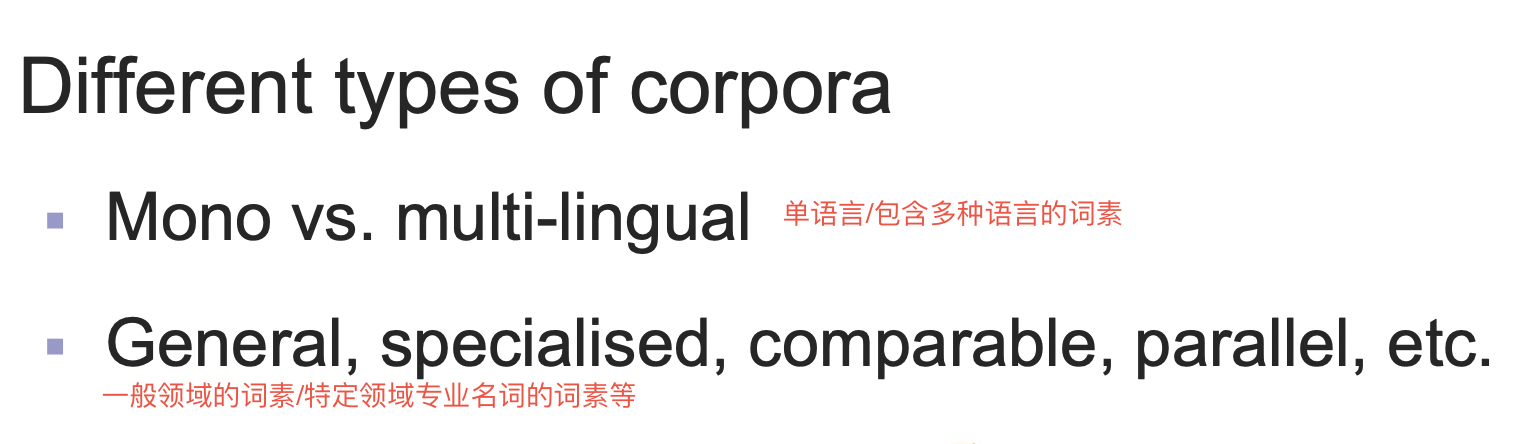 Different types of corpora
▪ Mono vs. multi-lingual 单语言/包含多种语言的词素
▪ General, specialised, comparable, parallel, etc.
一般领域的词素/特定领域专业名词的词素等